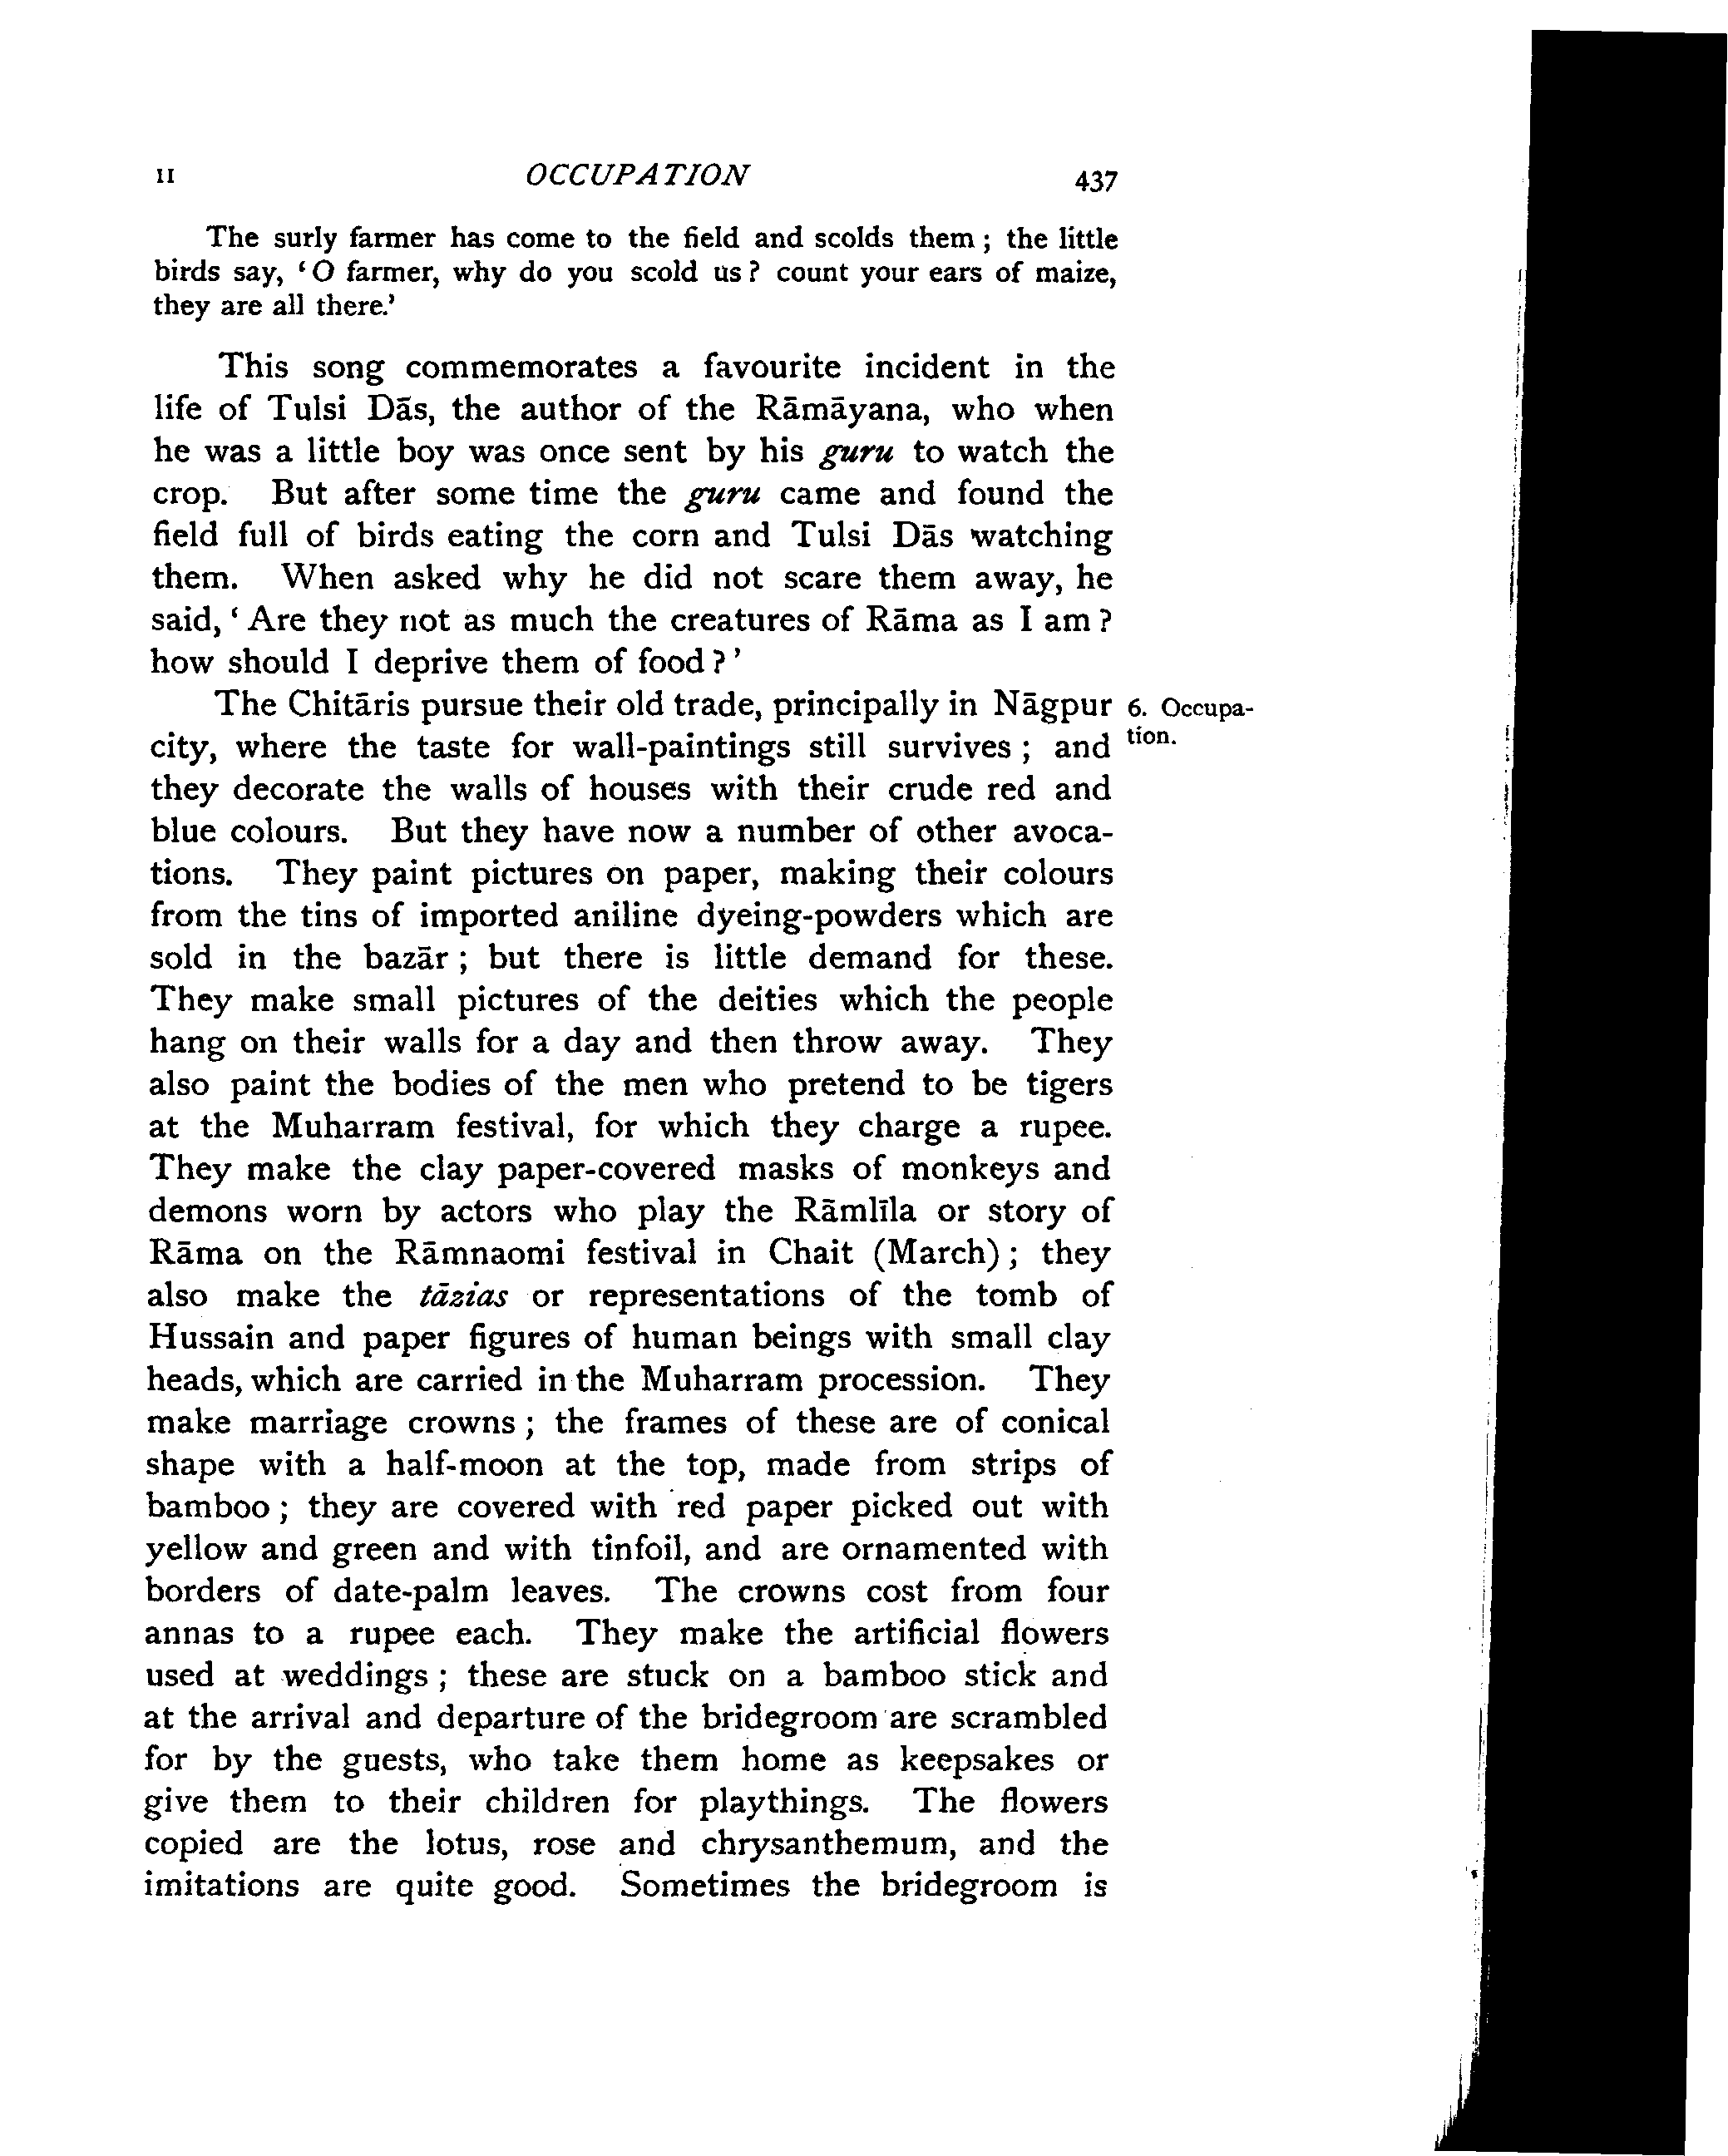 II OCCUPATION 437
The surly farmer has come to the field and scolds them ; the little
birds say, ‘O farmer, why do you scold us ? count your ears of maize,
they are all there.’
This song commemorates a favourite incident in the
life of Tulsi Dās, the author of the Rāmāyana, who when
he was a little boy was once sent by his guru to watch the
crop. But after some time the guru came and found the
field full of birds eating the corn and Tulsi Dās watching
them. When asked why he did not scare them away, he
said, ‘ Are they not as much the creatures of Rāma as I am ?
how should I deprive them of food ? ’
The Chitāris pursue their old trade, principally in Nāgpur
6. Occupa-
tion.
city, where the taste for wall-paintings still survives ; and
they decorate the walls of houses with their crude red and
blue colours. But they have now a number of other avoca-
tions. They paint pictures on paper, making their colours
from the tins of imported aniline dyeing-powders which are
sold in the bazār ; but there is little demand for these.
They make small pictures of the deities which the people
hang on their walls for a day and then throw away. They
also paint the bodies of the men who pretend to be tigers
at the Muharram festival, for which they charge a rupee.
They make the clay paper-covered masks of monkeys and
demons worn by actors who play the Rāmlīla or story of
Rāma on the Rāmnaomi festival in Chait (March) ; they
also make the tāzias or representations of the tomb of
Hussain and paper figures of human beings with small clay
heads, which are carried in the Muharram procession. They
make marriage crowns ; the frames of these are of conical
shape with a half-moon at the top, made from strips of
bamboo ; they are covered with red paper picked out with
yellow and green and with tinfoil, and are ornamented with
borders of date-palm leaves. The crowns cost from four
annas to a rupee each. They make the artificial flowers
used at weddings ; these are stuck on a bamboo stick and
at the arrival and departure of the bridegroom are scrambled
for by the guests, who take them home as keepsakes or
give them to their children for playthings. The flowers
copied are the lotus, rose and chrysanthemum, and the
imitations are quite good. Sometimes the bridegroom is